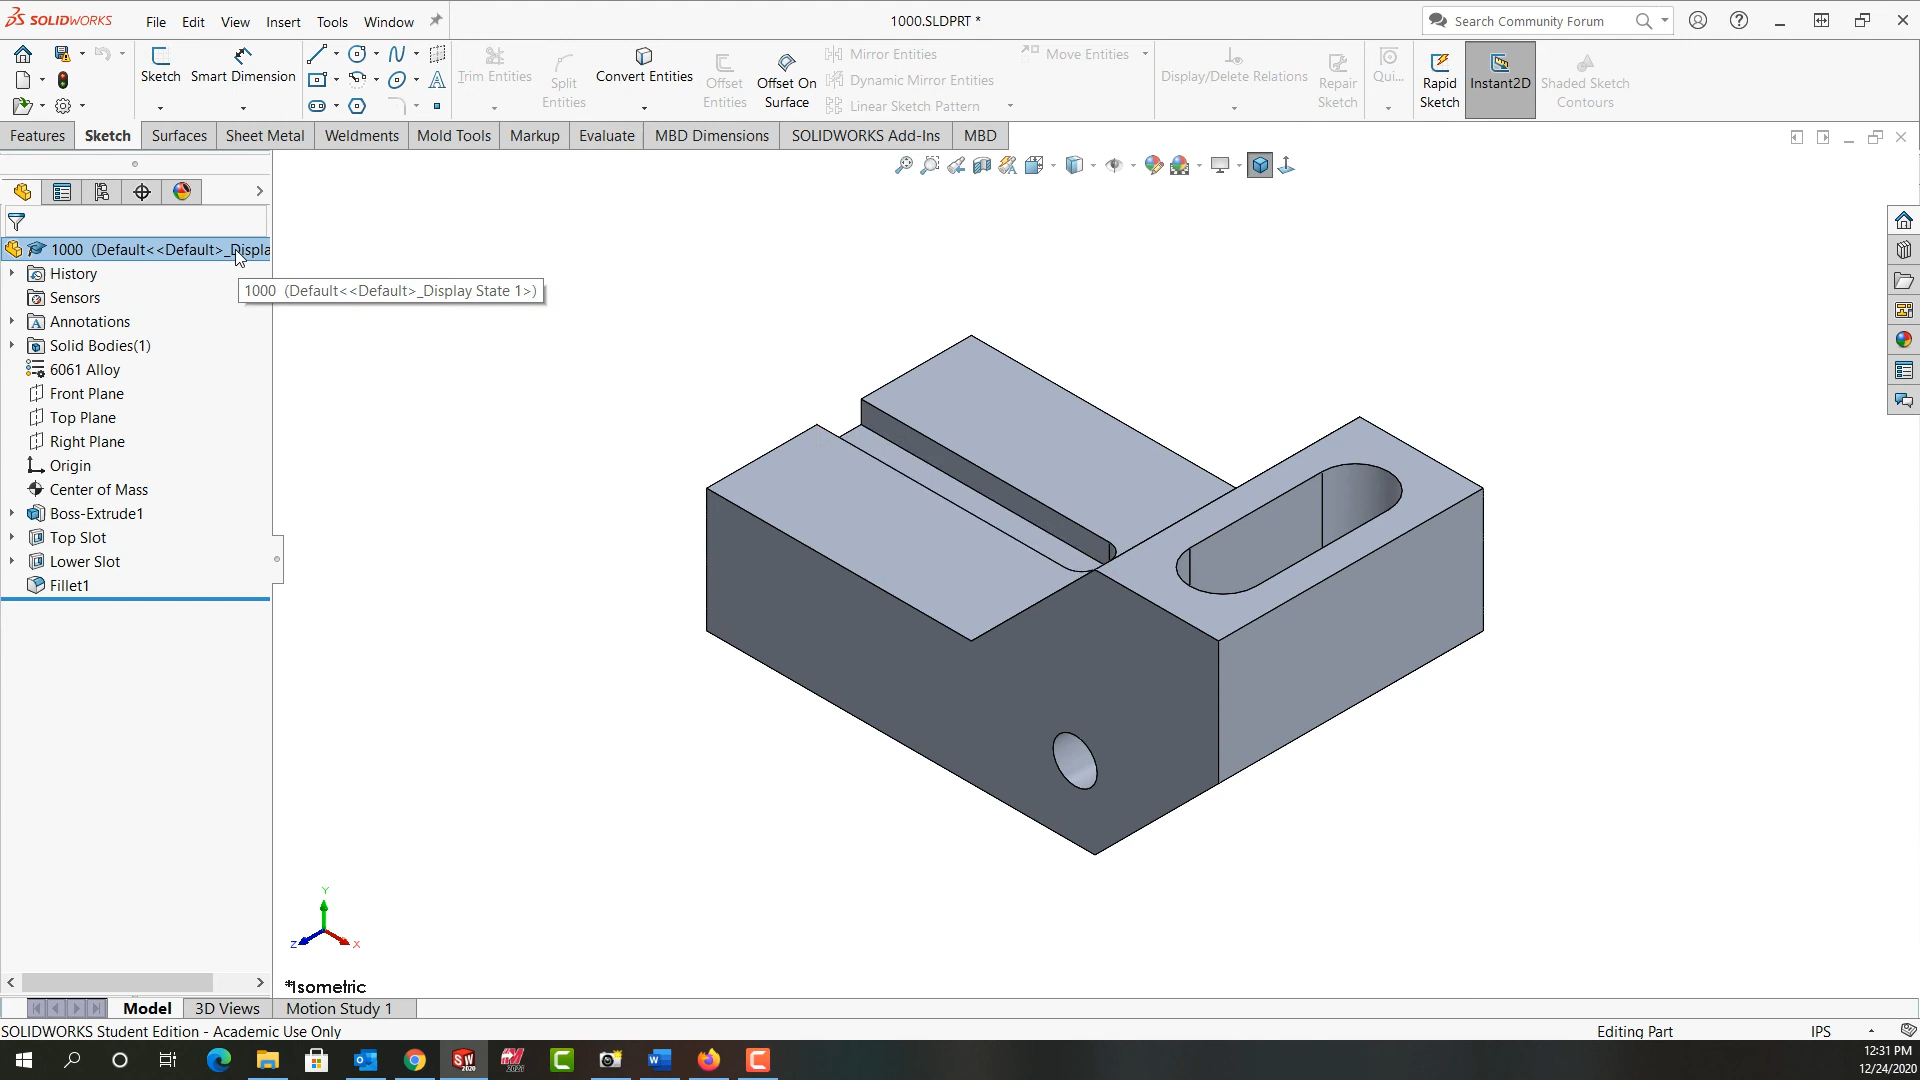 SOLIDWORKS File Edit View Insert Tools Window 1000.SLDPRT * Search Community Forum
Sketch Smart Dimension Trim Entities Split Entities Convert Entities Offset Entities Offset On Surface Mirror Entities Dynamic Mirror Entities Linear Sketch Pattern Move Entities Display/Delete Relations Repair Sketch Qui... Rapid Sketch Instant2D Shaded Sketch Contours
Features Sketch Surfaces Sheet Metal Weldments Mold Tools Markup Evaluate MBD Dimensions SOLIDWORKS Add-Ins MBD
1000 (Default<<Default>_Displa
History
1000 (Default<<Default>_Display State 1>)
Sensors
Annotations
Solid Bodies(1)
6061 Alloy
Front Plane
Top Plane
Right Plane
Origin
Center of Mass
Boss-Extrude1
Top Slot
Lower Slot
Fillet1
Y
Z X
*Isometric
Model 3D Views Motion Study 1
SOLIDWORKS Student Edition - Academic Use Only Editing Part IPS
12:31 PM
12/24/2020